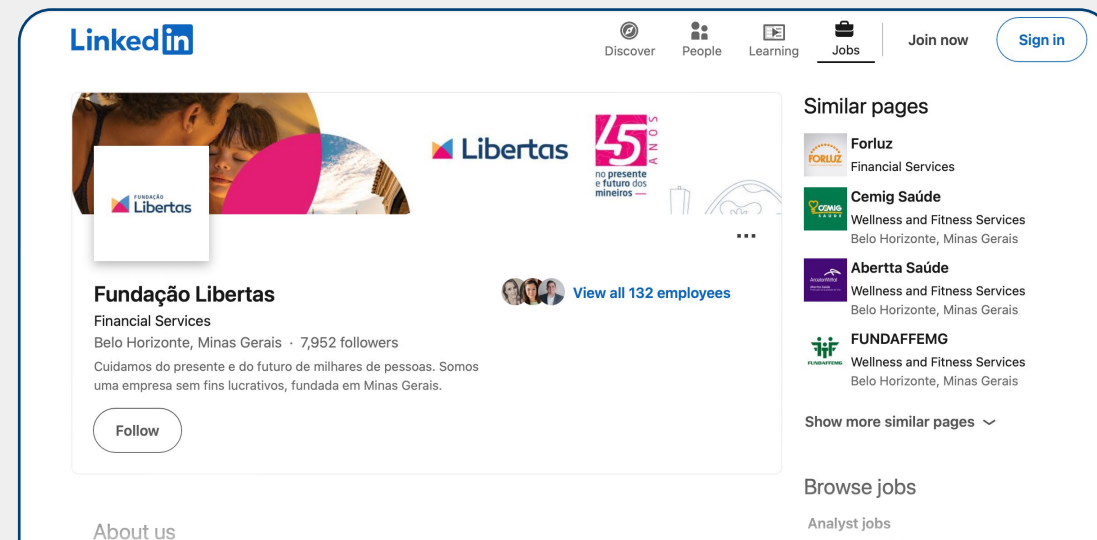 LinkedIn
Discover
People
Learning
Jobs
Join now
Sign in
Libertas
45 ANOS
no presente
e futuro dos
mineiros
FUNDAÇÃO
Libertas
Fundação Libertas
Financial Services
Belo Horizonte, Minas Gerais · 7,952 followers
Cuidamos do presente e do futuro de milhares de pessoas. Somos
uma empresa sem fins lucrativos, fundada em Minas Gerais.
View all 132 employees
Follow
About us
Similar pages
FORLUZ
Forluz
Financial Services
CEMIG
SAÚDE
Cemig Saúde
Wellness and Fitness Services
Belo Horizonte, Minas Gerais
ArcelorMittal
Abertta Saúde
Abertta Saúde
Wellness and Fitness Services
Belo Horizonte, Minas Gerais
FUNDAFFEMG
FUNDAFFEMG
Wellness and Fitness Services
Belo Horizonte, Minas Gerais
Show more similar pages
Browse jobs
Analyst jobs